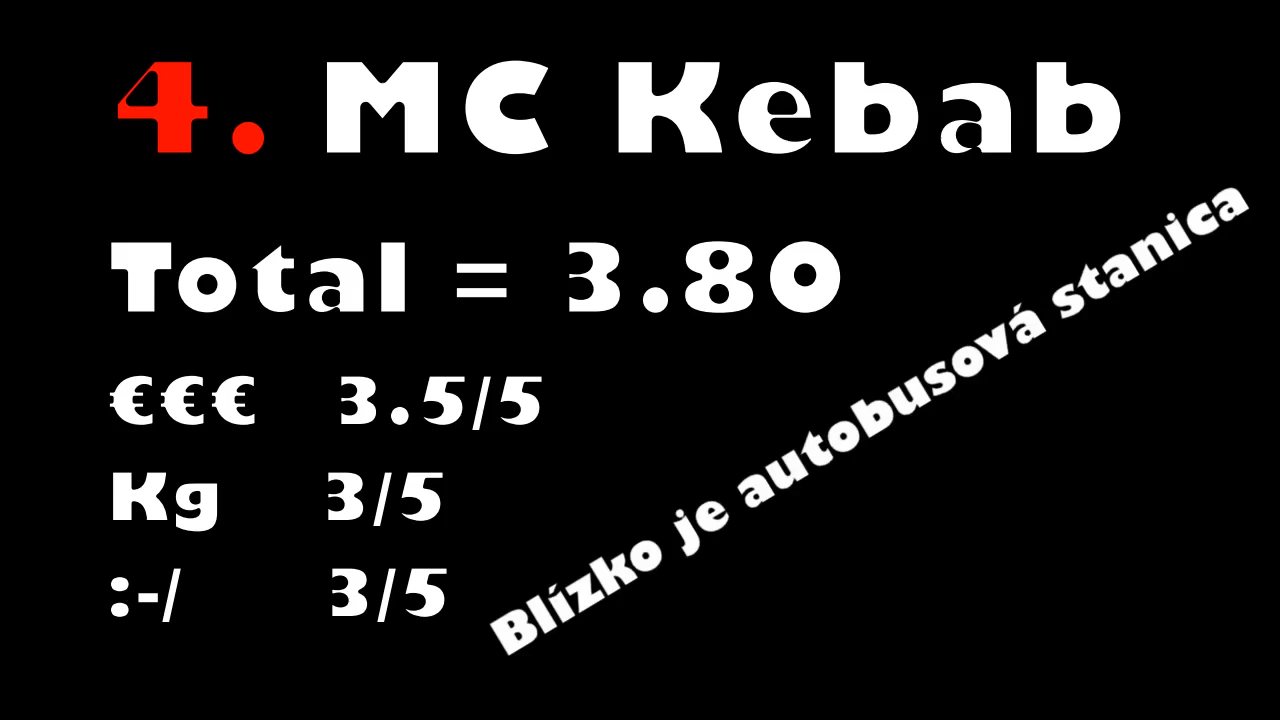 4. MC Kebab
Total = 3.80
€€€ 3.5/5
Kg 3/5
:-/ 3/5
Blízko je autobusová stanica